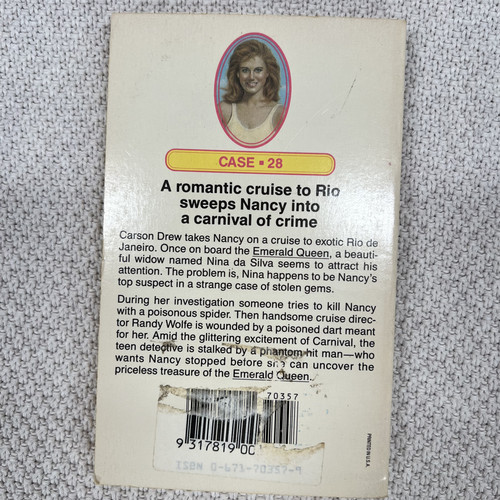 CASE ▪ 28
A romantic cruise to Rio
sweeps Nancy into
a carnival of crime
Carson Drew takes Nancy on a cruise to exotic Rio de
Janeiro. Once on board the Emerald Queen, a beauti-
ful widow named Nina da Silva seems to attract his
attention. The problem is, Nina happens to be Nancy's
top suspect in a strange case of stolen gems.
During her investigation someone tries to kill Nancy
with a poisonous spider. Then handsome cruise direc-
tor Randy Wolfe is wounded by a poisoned dart meant
for her. Amid the glittering excitement of Carnival, the
teen detective is stalked by a phantom hit man—who
wants Nancy stopped before she can uncover the
priceless treasure of the Emerald Queen.
70357
9 317819 00
ISBN 0-671-70357-9
PRINTED IN U.S.A.